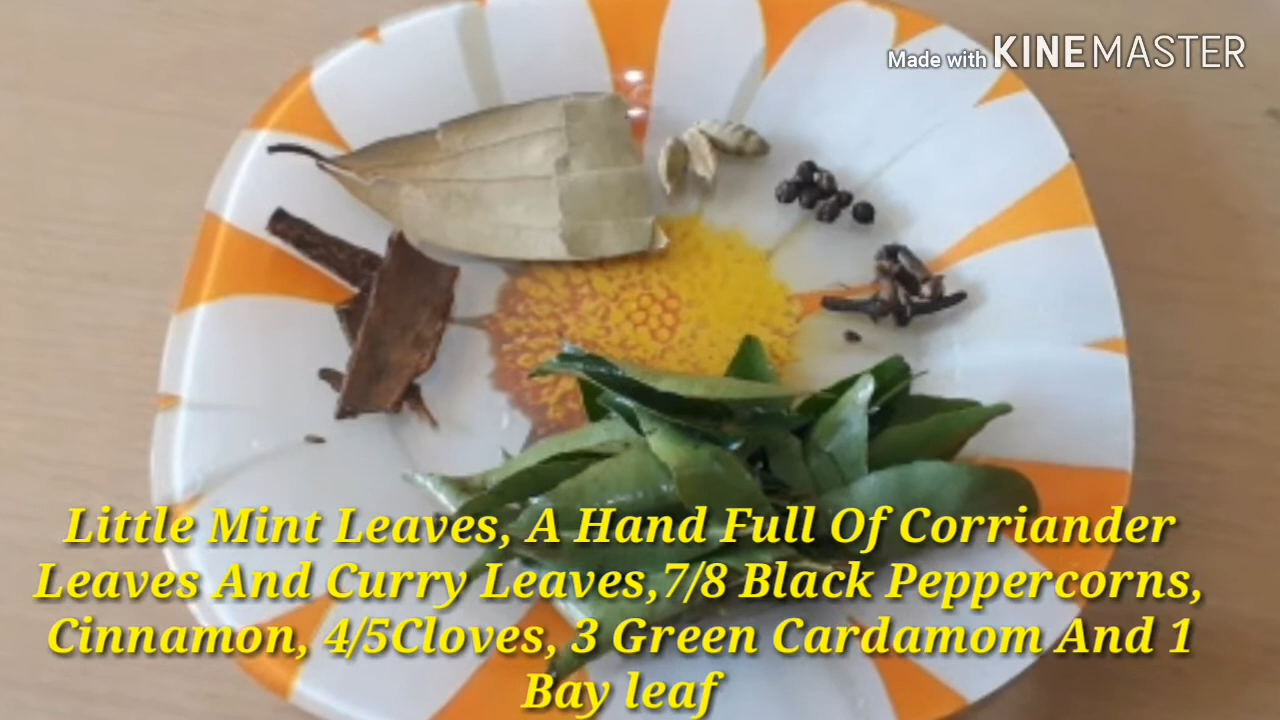 Made with KINEMASTER
Little Mint Leaves, A Hand Full Of Corriander
Leaves And Curry Leaves,7/8 Black Peppercorns,
Cinnamon, 4/5Cloves, 3 Green Cardamom And 1
Bay leaf